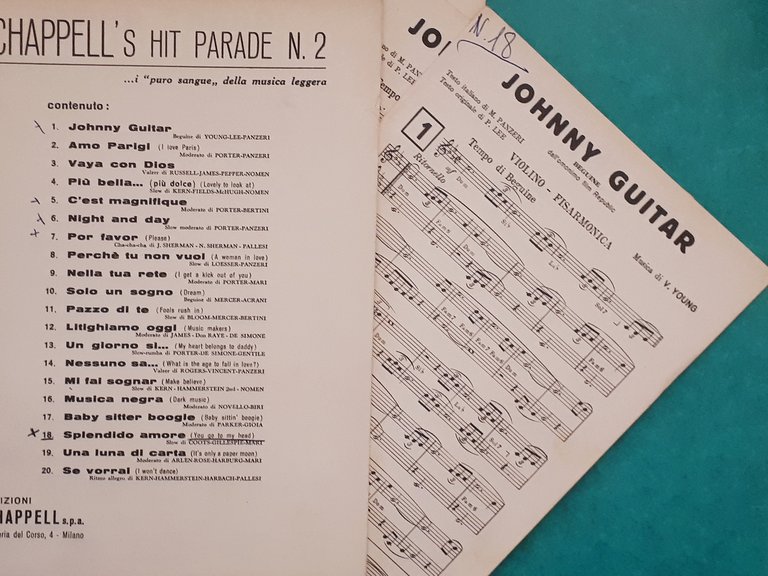 CHAPPELL'S HIT PARADE N. 2
...i “puro sangue„ della musica leggera
contenuto:
1. Johnny Guitar
Beguine di YOUNG-LEE-PANZERI
2. Amo Parigi (I love Paris)
Moderato di PORTER-PANZERI
3. Vaya con Dios
Valzer di RUSSELL-JAMES-PEPPER-NOMEN
4. Più bella... (più dolce) (Lovely to look at)
Slow di KERN-FIELDS-McHUGH-NOMEN
5. C'est magnifique
Moderato di PORTER-BERTINI
6. Night and day
Slow moderato di PORTER-PANZERI
7. Por favor (Please)
Cha-cha-cha di J. SHERMAN - N. SHERMAN - PALLESI
8. Perchè tu non vuoi (A women in love)
Slow di LOESSER-PANZERI
9. Nella tua rete (I get a kick out of you)
Moderato di PORTER-MARI
10. Solo un sogno (Dream)
Beguine di MERCER-ACRANI
11. Pazzo di te (Fools rush in)
Slow di BLOOM-MERCER-BERTINI
12. Litighiamo oggi (Music makers)
Moderato di JAMES - Don RAYE - DE SIMONE
13. Un giorno si... (My heart belongs to daddy)
Slow-rumba di PORTER-DE SIMONE-GENTILE
14. Nessuno sa... (What is the age to fall in love?)
Valzer di ROGERS-VINCENT-PANZERI
15. Mi fai sognar (Make believe)
Slow di KERN - HAMMERSTEIN 2nd - NOMEN
16. Musica negra (Dark music)
Moderato di NOVELLO-BIRI
17. Baby sitter boogie (Baby sittin' boogie)
Moderato di PARKER-GIOIA
18. Splendido amore (You go to my head)
Slow di COOTS-GILLESPIE-MARI
19. Una luna di carta (It's only a paper moon)
Moderato di ARLEN-ROSE-HARBURG-MARI
20. Se vorrai (I won't dance)
Ritmo allegro di KERN-HAMMERSTEIN-HARBACH-PALLESI
IZIONI
HAPPELL s.p.a.
eria del Corso, 4 - Milano
JO
no di M. PANZ
ale di P. LEE
Tempo
JO
N. 18
JOHNNY GUITAR
BEGUINE
dell'omonimo film Republic
Testo italiano di M. PANZERI
Testo originale di P. LEE
Musica di V. YOUNG
1
VIOLINO - FISARMONICA
Tempo di Beguine
Ritornello